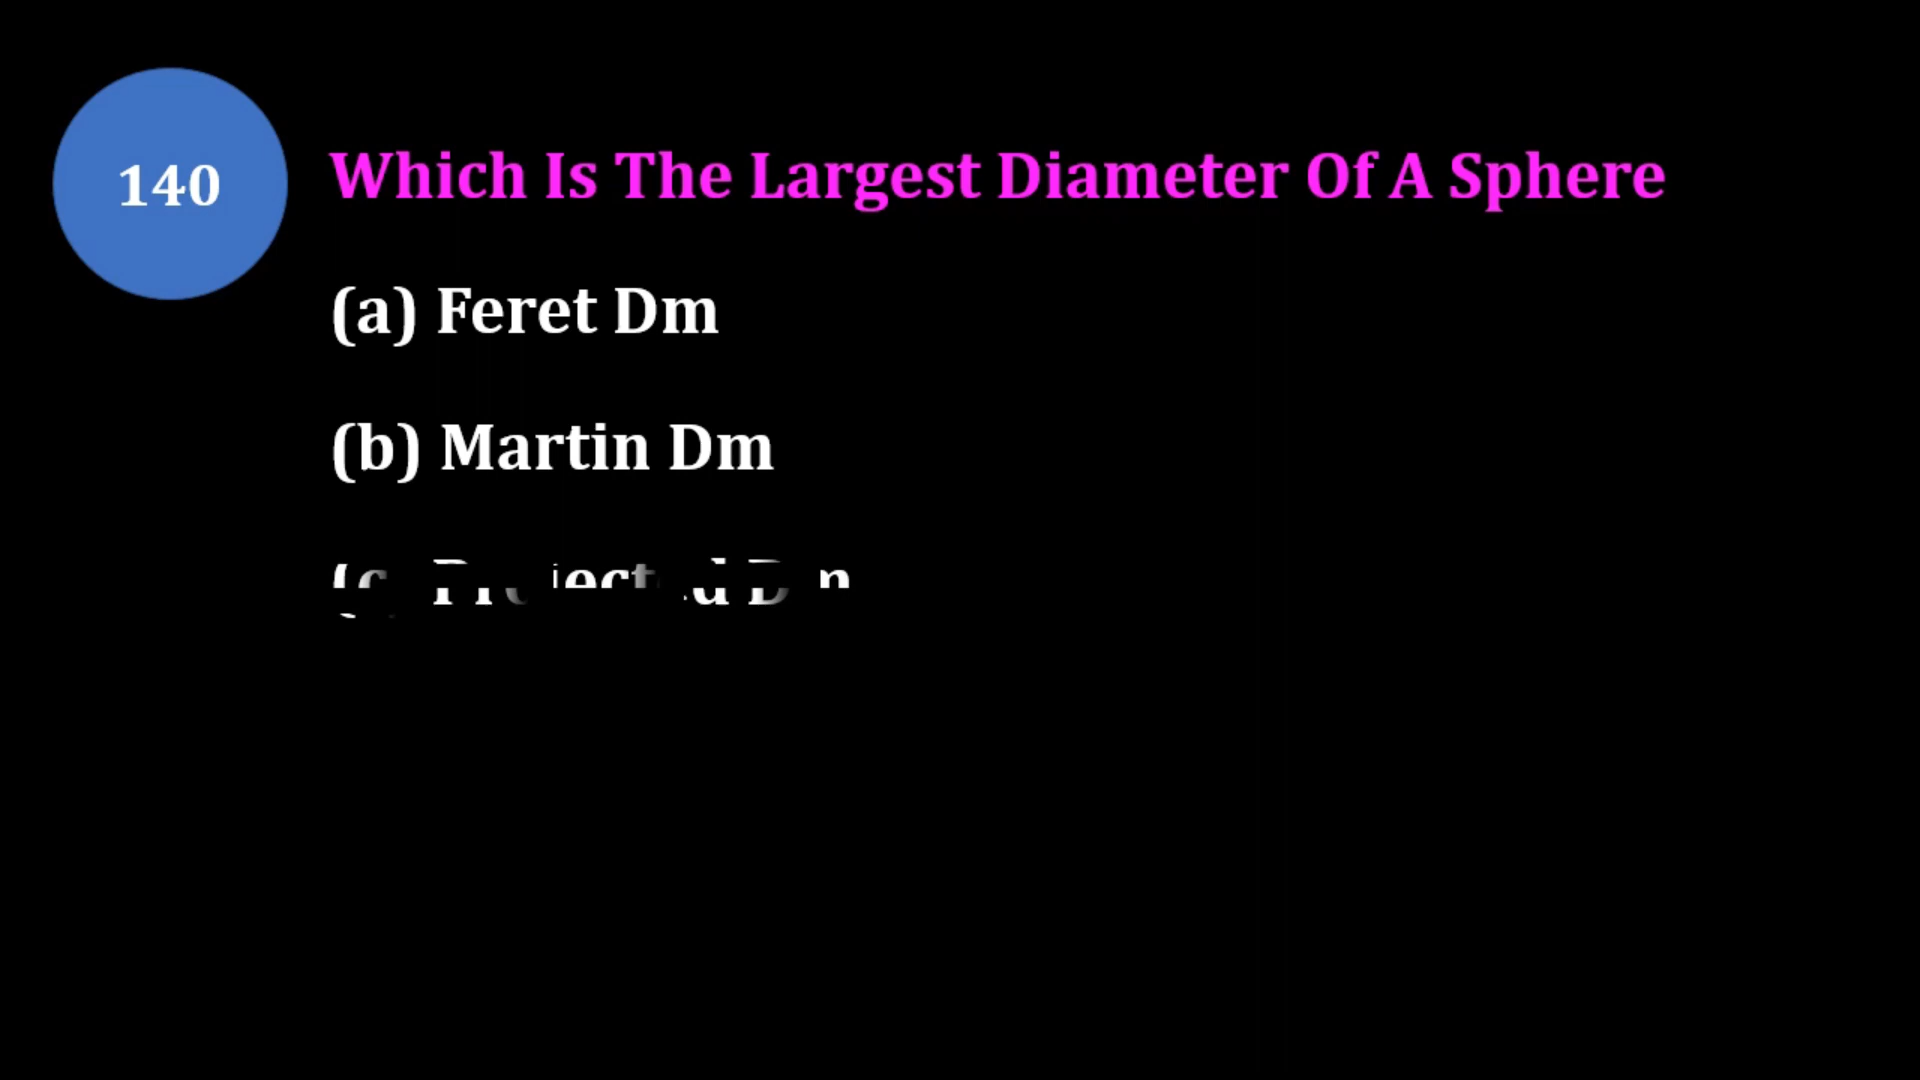 140
Which Is The Largest Diameter Of A Sphere
(a) Feret Dm
(b) Martin Dm